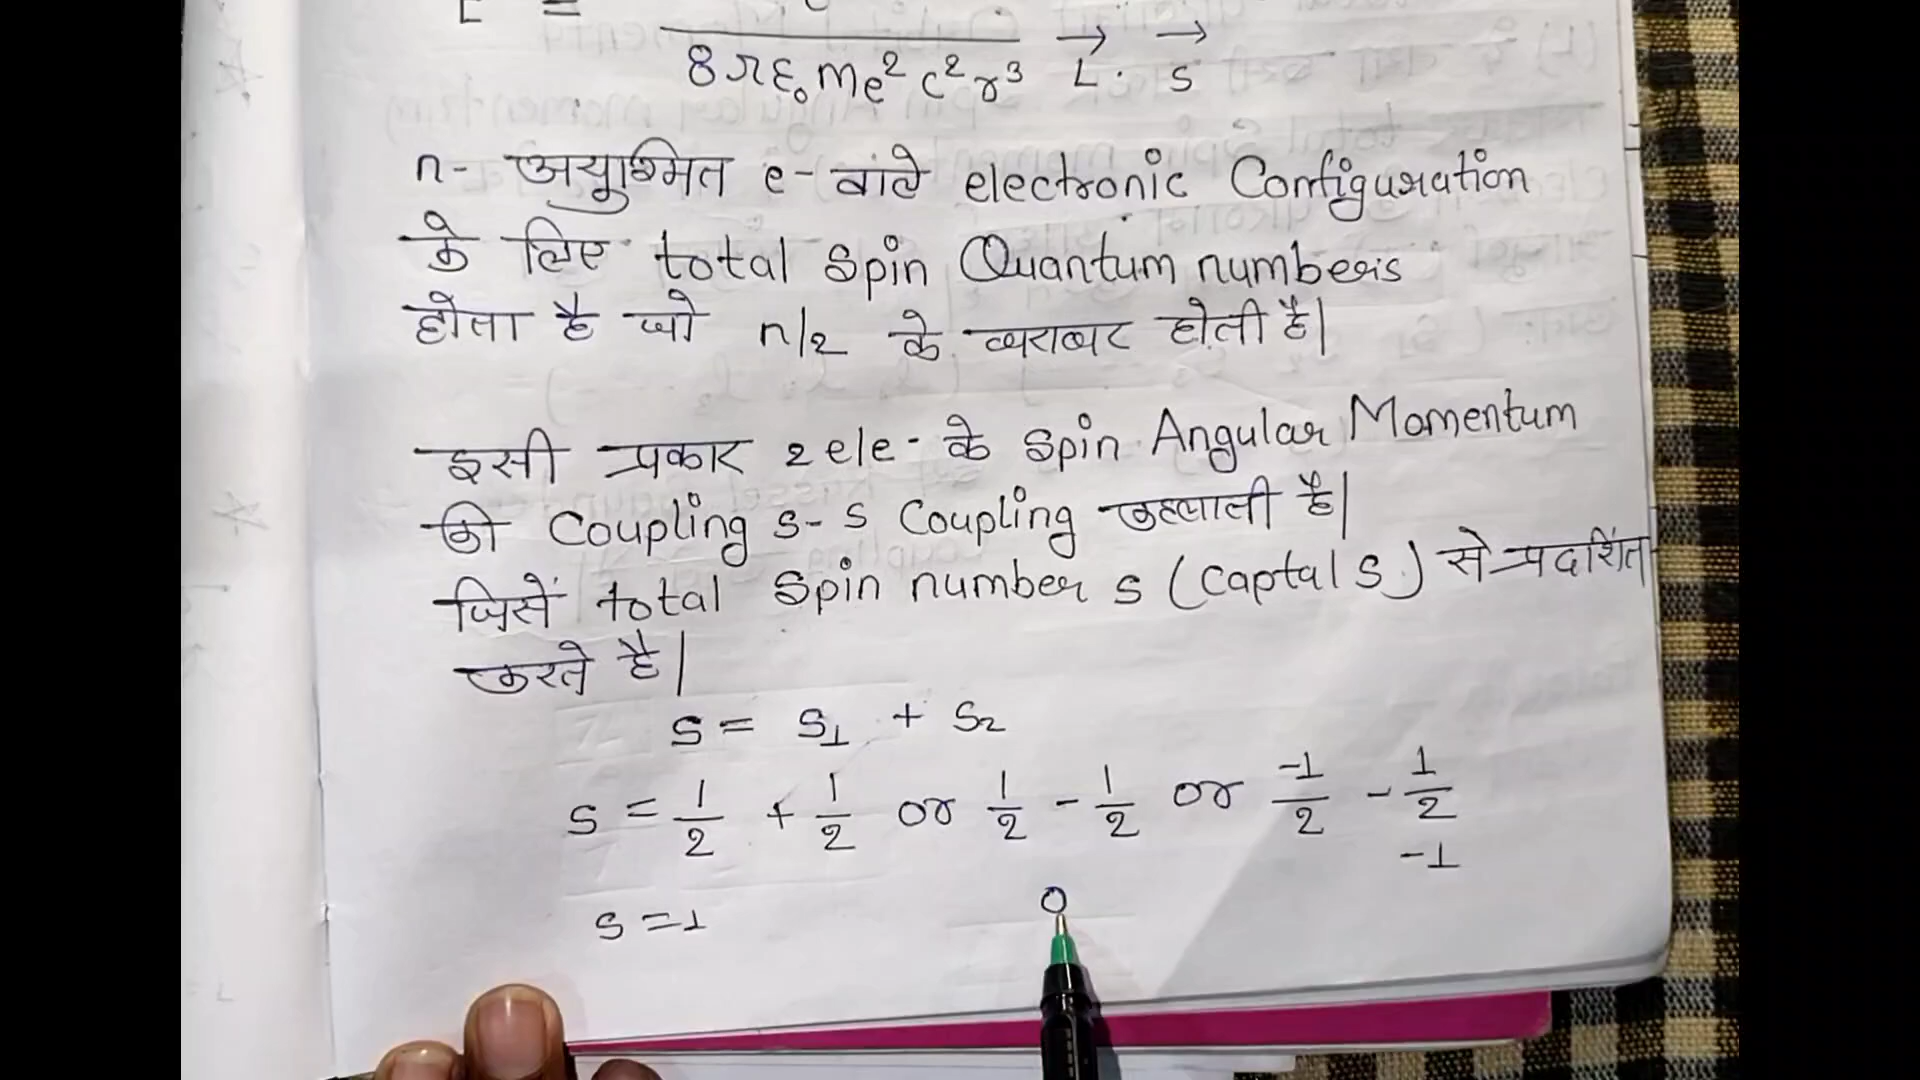 E =
8πε₀me²c²r³ L⃗ . S⃗
n- अयुग्मित e- वाले electronic Configuration
के लिए total Spin Quantum number is
होता है जो n/2 के बराबर होती है|
इसी प्रकार 2 ele- के Spin Angular Momentum
की Coupling s-s Coupling कहलाती है|
जिसें total Spin number s (Captal S) से प्रदर्शित
करते है|
S = S1 + S2
S = 1/2 + 1/2 or 1/2 - 1/2 or -1/2 - 1/2
-1
0
S = 1